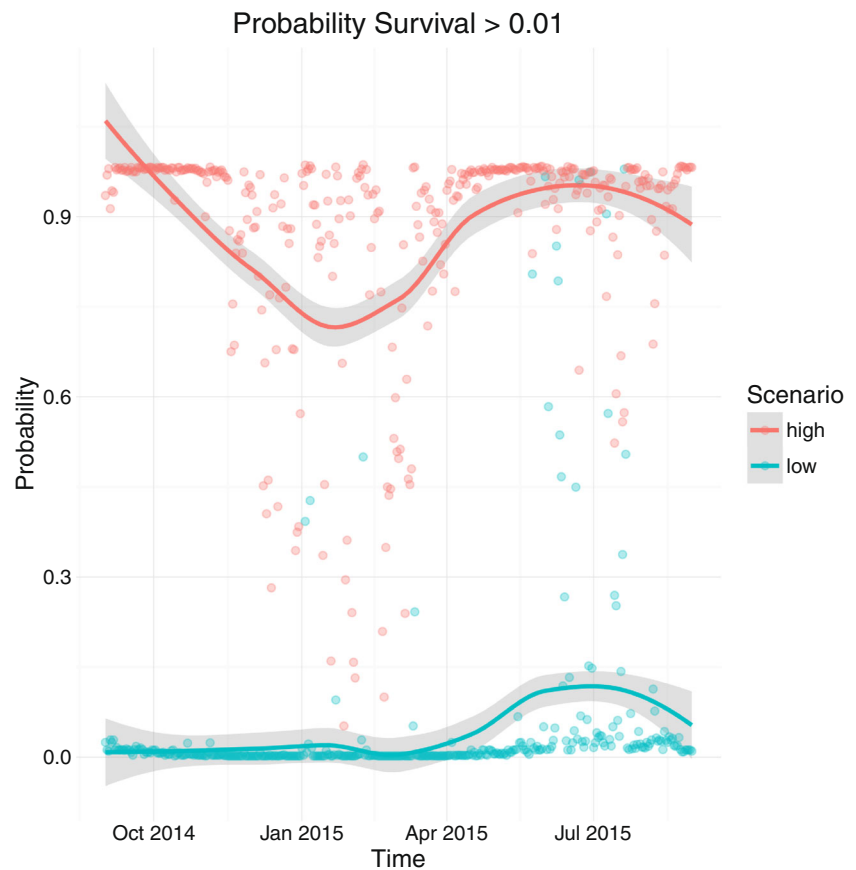 Probability Survival > 0.01
Probability
0.9
0.6
0.3
0.0
Oct 2014
Jan 2015
Apr 2015
Jul 2015
Time
Scenario
high
low